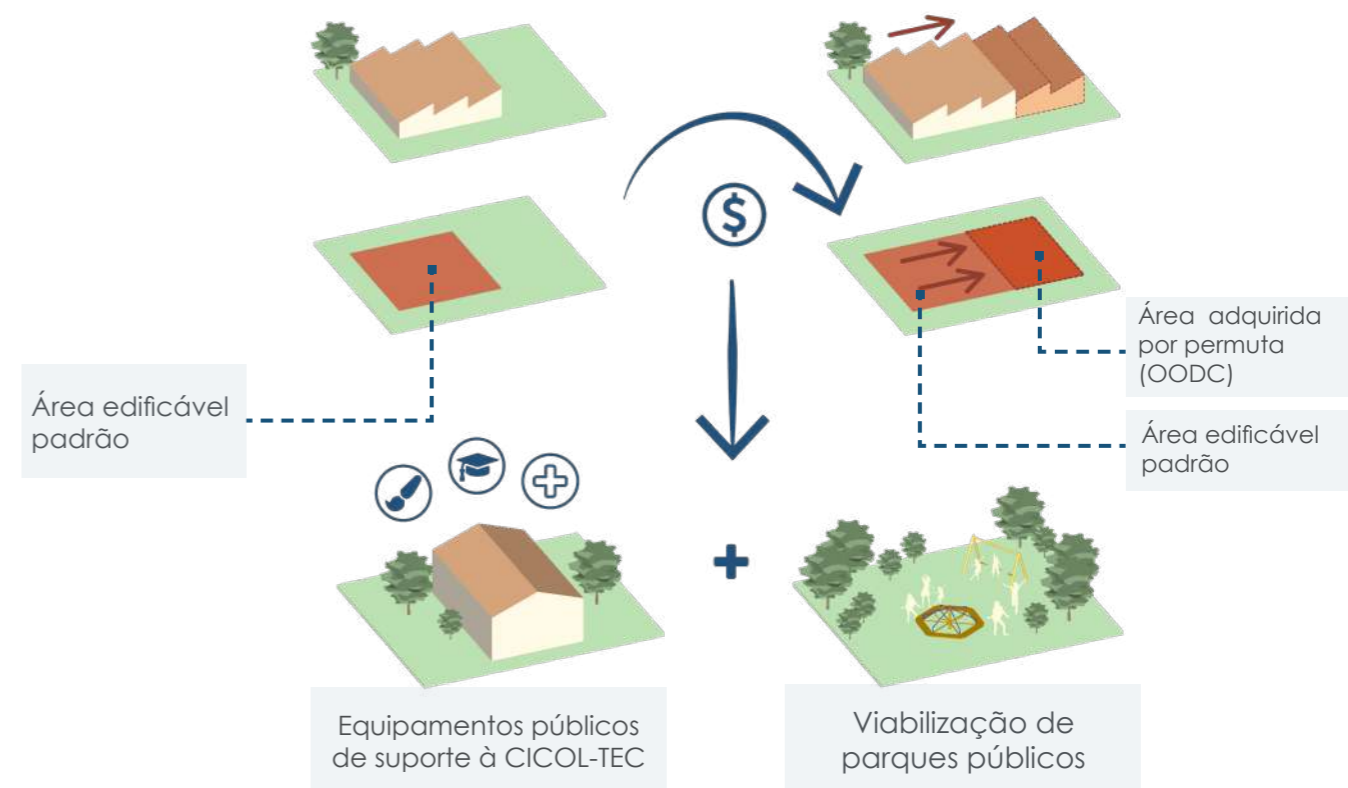 $
Área adquirida
por permuta
(OODC)
Área edificável
padrão
Área edificável
padrão
Equipamentos públicos
de suporte à CICOL-TEC
Viabilização de
parques públicos